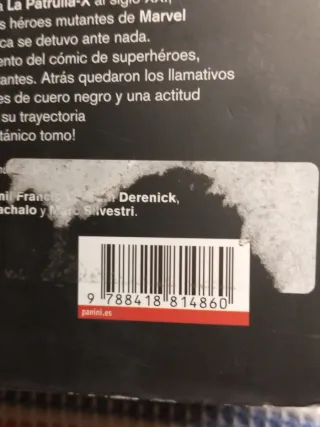 La Patrulla-X al siglo XXI,
s héroes mutantes de Marvel
ca se detuvo ante nada.
ento del cómic de superhéroes,
antes. Atrás quedaron los llamativos
es de cuero negro y una actitud
su trayectoria
tánico tomo!
Derenick,
achalo y Marc Silvestri.
9 788418 814860
panini.es